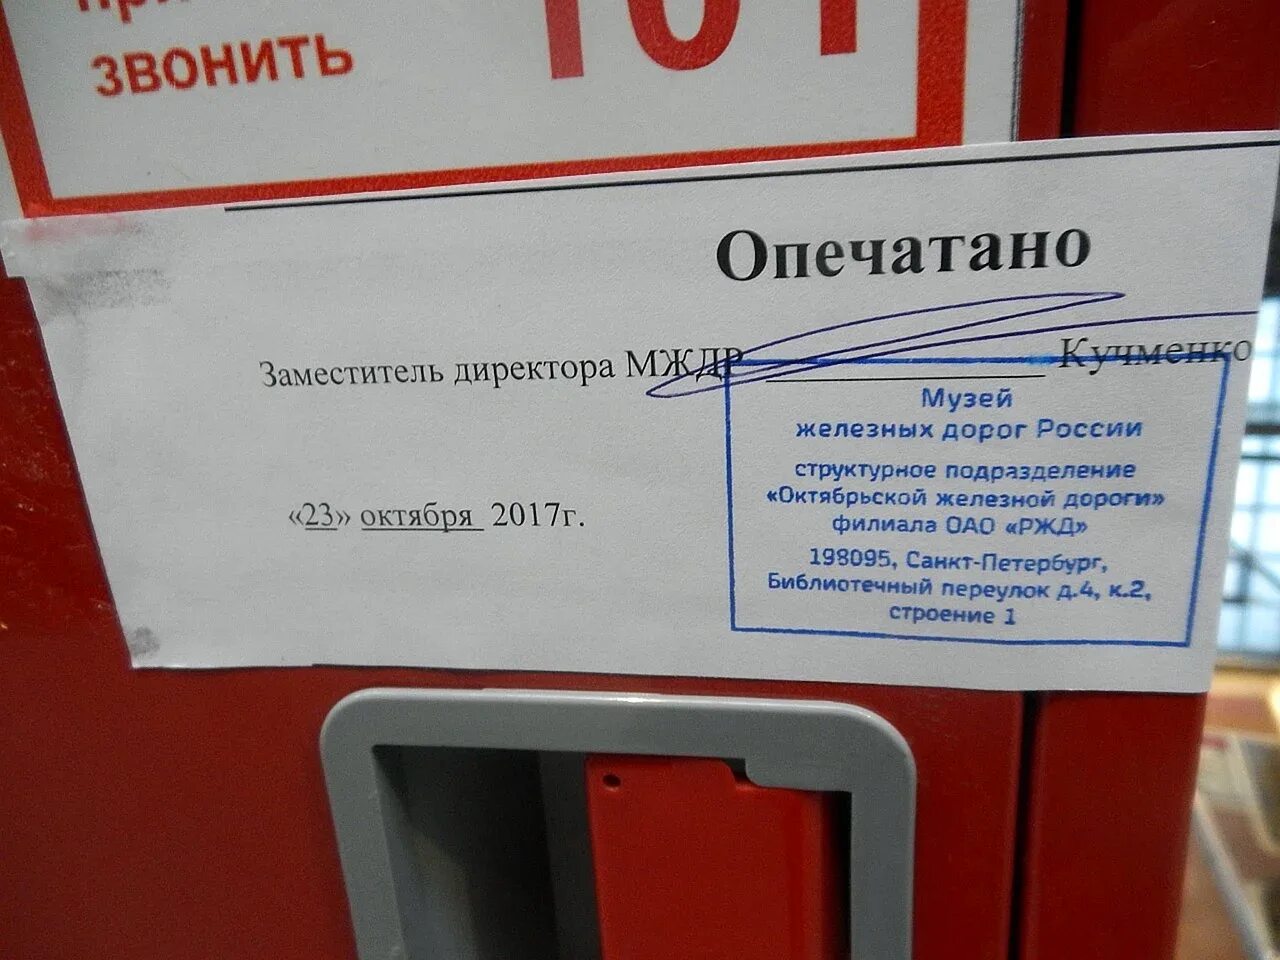 ЗВОНИТЬ
Опечатано
Заместитель директора МЖДР Кучменко
«23» октября 2017г.
Музей
железных дорог России
структурное подразделение
«Октябрьской железной дороги»
филиала ОАО «РЖД»
198095, Санкт-Петербург,
Библиотечный переулок д.4, к.2,
строение 1